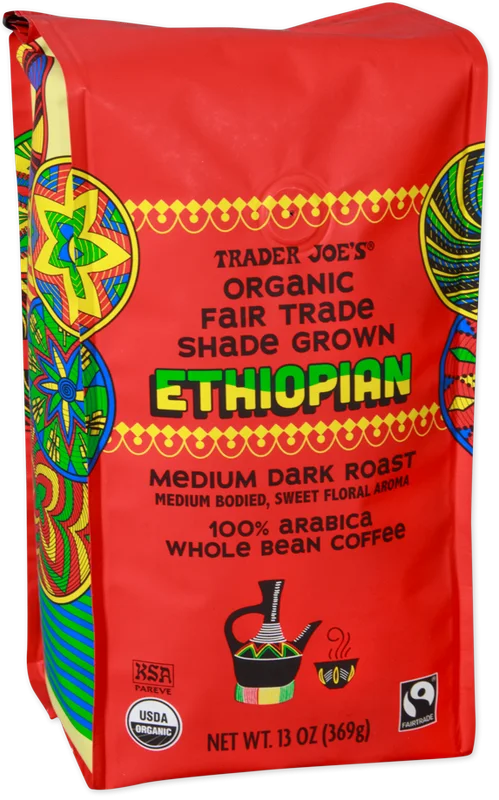 TRADER JOE'S®
ORGANIC
FAIR TRADE
SHADE GROWN
ETHIOPIAN
MEDIUM DARK ROAST
MEDIUM BODIED, SWEET FLORAL AROMA
100% ARABICA
WHOLE BEAN COFFEE
KSA
PAREVE
USDA
ORGANIC
NET WT. 13 OZ (369g)
FAIRTRADE